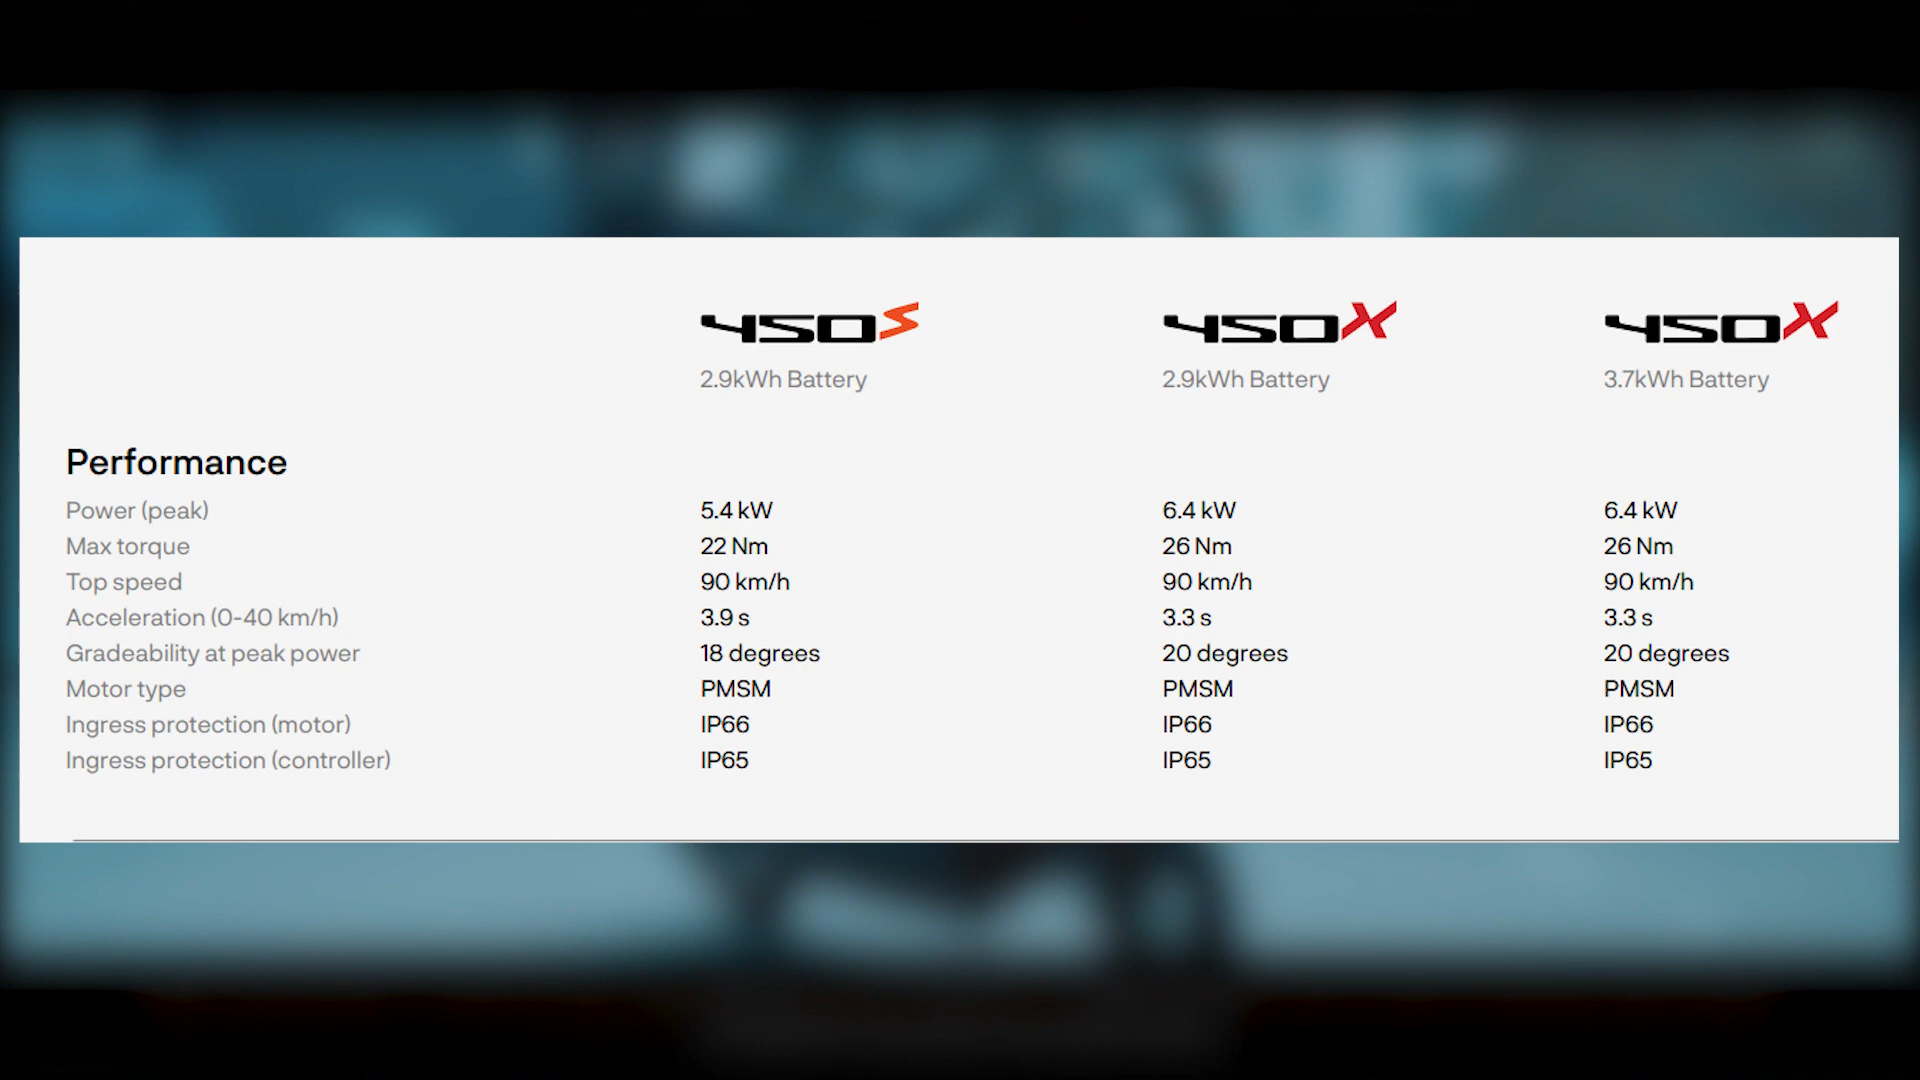 450S 450X 450X
2.9kWh Battery 2.9kWh Battery 3.7kWh Battery
Performance
Power (peak) 5.4 kW 6.4 kW 6.4 kW
Max torque 22 Nm 26 Nm 26 Nm
Top speed 90 km/h 90 km/h 90 km/h
Acceleration (0-40 km/h) 3.9 s 3.3 s 3.3 s
Gradeability at peak power 18 degrees 20 degrees 20 degrees
Motor type PMSM PMSM PMSM
Ingress protection (motor) IP66 IP66 IP66
Ingress protection (controller) IP65 IP65 IP65